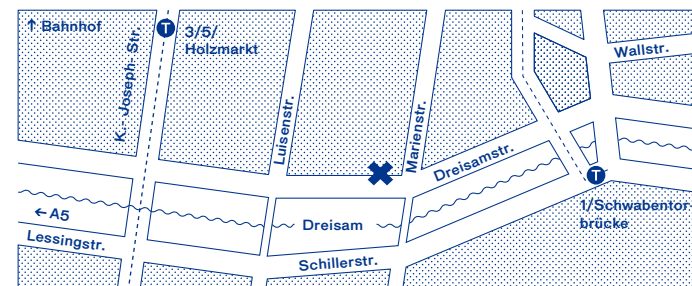 ↑ Bahnhof
T
3/5/
Holzmarkt
K.- Joseph- Str.
Luisenstr.
Marienstr.
Wallstr.
Dreisamstr.
T
1/Schwabentor-
brücke
← A5
Dreisam
Lessingstr.
Schillerstr.